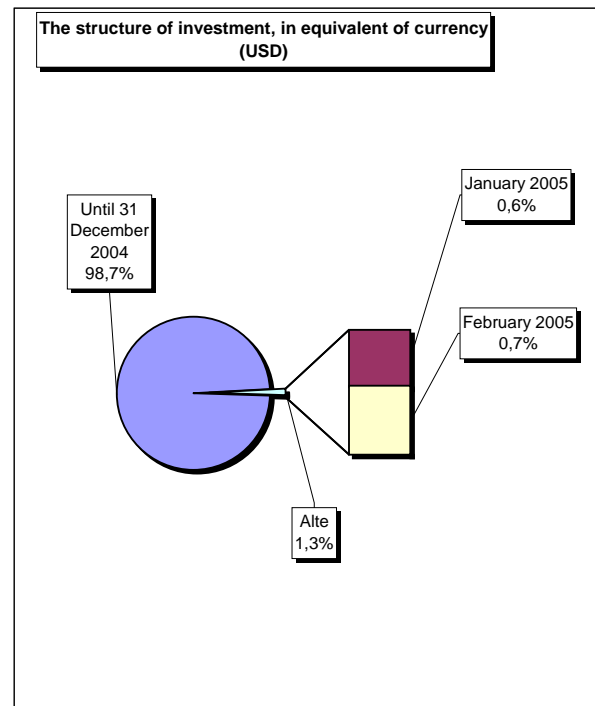 The structure of investment, in equivalent of currency
(USD)
Until 31
December
2004
98,7%
January 2005
0,6%
February 2005
0,7%
Alte
1,3%